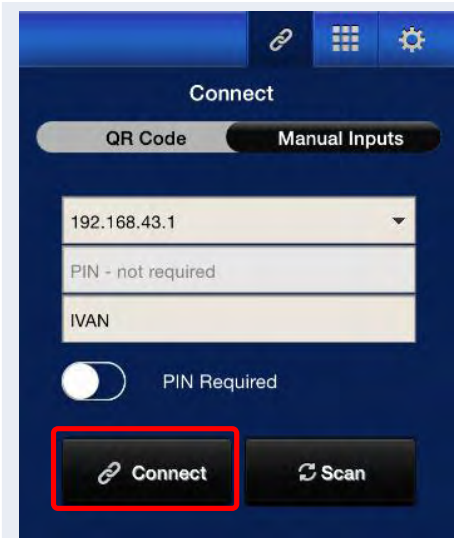 Connect
QR Code Manual Inputs
192.168.43.1
PIN - not required
IVAN
PIN Required
Connect Scan